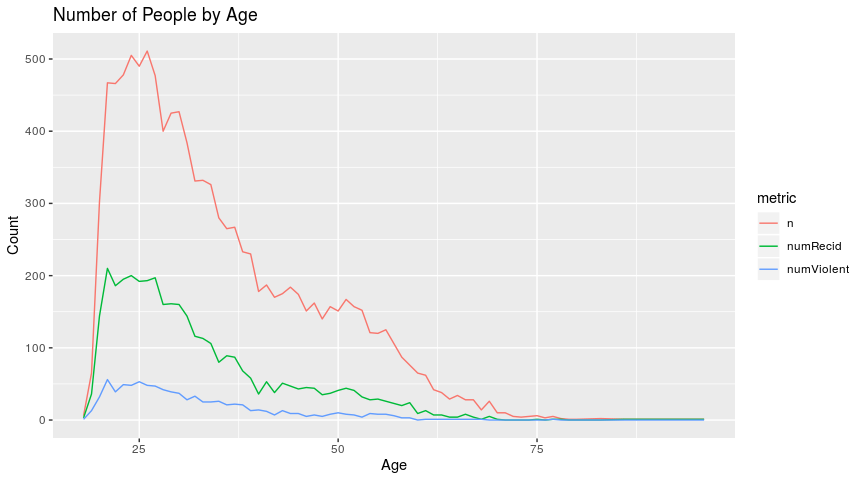 Number of People by Age
500
400
300
200
100
0
Count
25
50
75
Age
metric
n
numRecid
numViolent